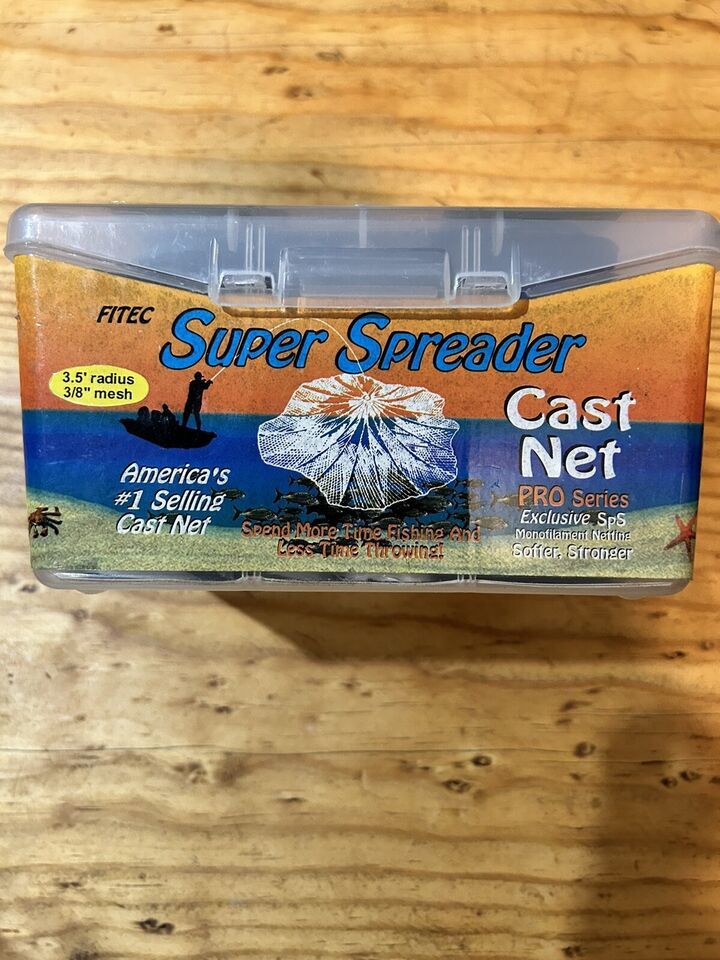 FITEC
Super Spreader
3.5' radius
3/8" mesh
Cast
Net
America's
#1 Selling
Cast Net
Spend More Time Fishing And
Less Time Throwing!
PRO Series
Exclusive SpS
Monofilament Netting
Softer, Stronger